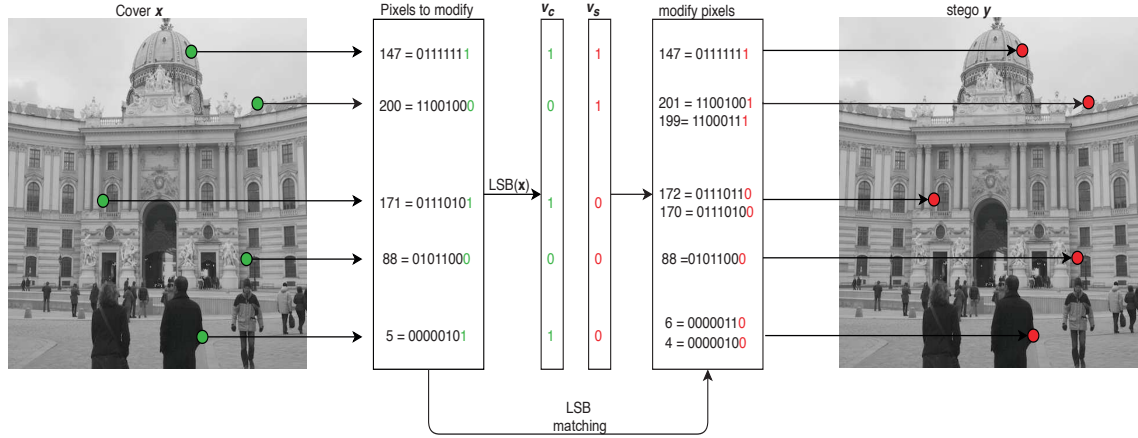 Cover x
Pixels to modify
v_c
v_s
modify pixels
stego y
147 = 01111111
1
1
147 = 01111111
200 = 11001000
0
1
201 = 11001001
199= 11000111
LSB(x)
171 = 01110101
1
0
172 = 01110110
170 = 01110100
88 = 01011000
0
0
88 =01011000
5 = 00000101
1
0
6 = 00000110
4 = 00000100
LSB
matching